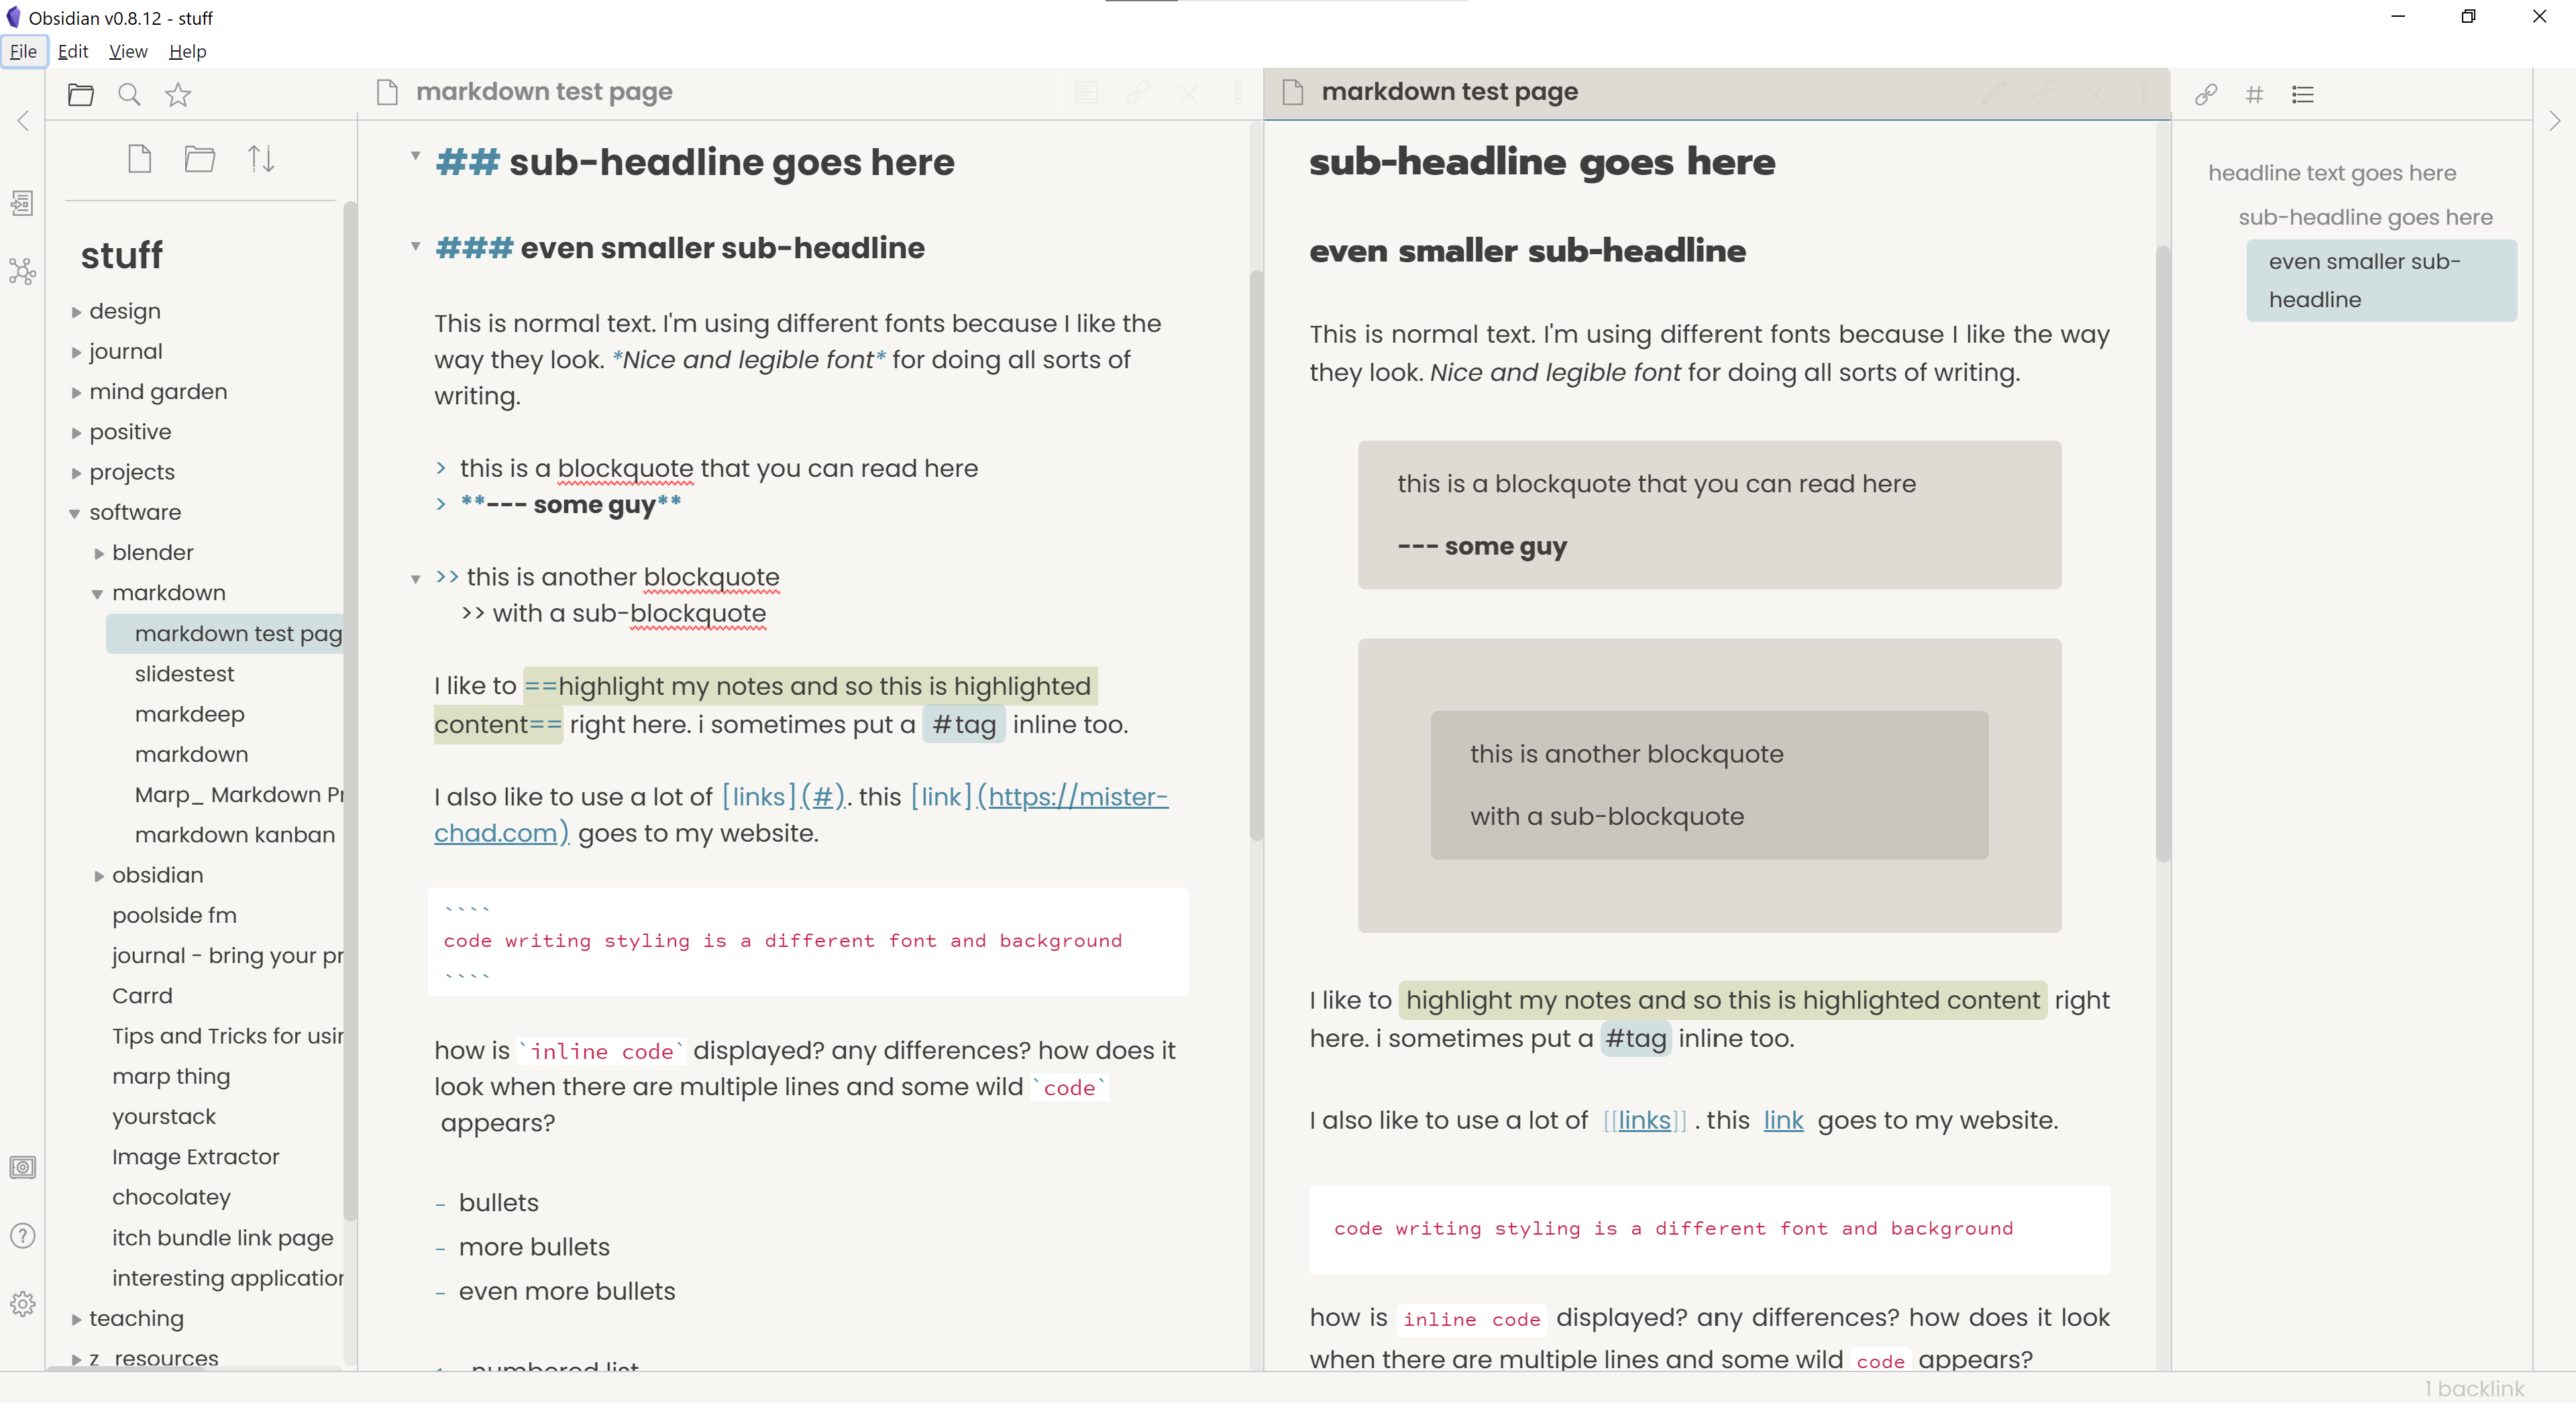 Obsidian v0.8.12 - stuff
File Edit View Help
stuff
design
journal
mind garden
positive
projects
software
blender
markdown
markdown test pag
slidestest
markdeep
markdown
Marp_ Markdown Pr
markdown kanban
obsidian
poolside fm
journal - bring your pr
Carrd
Tips and Tricks for usin
marp thing
yourstack
Image Extractor
chocolatey
itch bundle link page
interesting application
teaching
z_resources
markdown test page
## sub-headline goes here
### even smaller sub-headline
This is normal text. I'm using different fonts because I like the
way they look. *Nice and legible font* for doing all sorts of
writing.
> this is a blockquote that you can read here
> **--- some guy**
>> this is another blockquote
>> with a sub-blockquote
I like to ==highlight my notes and so this is highlighted
content== right here. i sometimes put a #tag inline too.
I also like to use a lot of [links](#). this [link](https://mister-
chad.com) goes to my website.
````
code writing styling is a different font and background
````
how is `inline code` displayed? any differences? how does it
look when there are multiple lines and some wild `code`
appears?
- bullets
- more bullets
- even more bullets
numbered list
markdown test page
sub-headline goes here
even smaller sub-headline
This is normal text. I'm using different fonts because I like the way
they look. Nice and legible font for doing all sorts of writing.
this is a blockquote that you can read here
--- some guy
this is another blockquote
with a sub-blockquote
I like to highlight my notes and so this is highlighted content right
here. i sometimes put a #tag inline too.
I also like to use a lot of [[links]] . this link goes to my website.
code writing styling is a different font and background
how is inline code displayed? any differences? how does it look
when there are multiple lines and some wild code appears?
headline text goes here
sub-headline goes here
even smaller sub-
headline
1 backlink